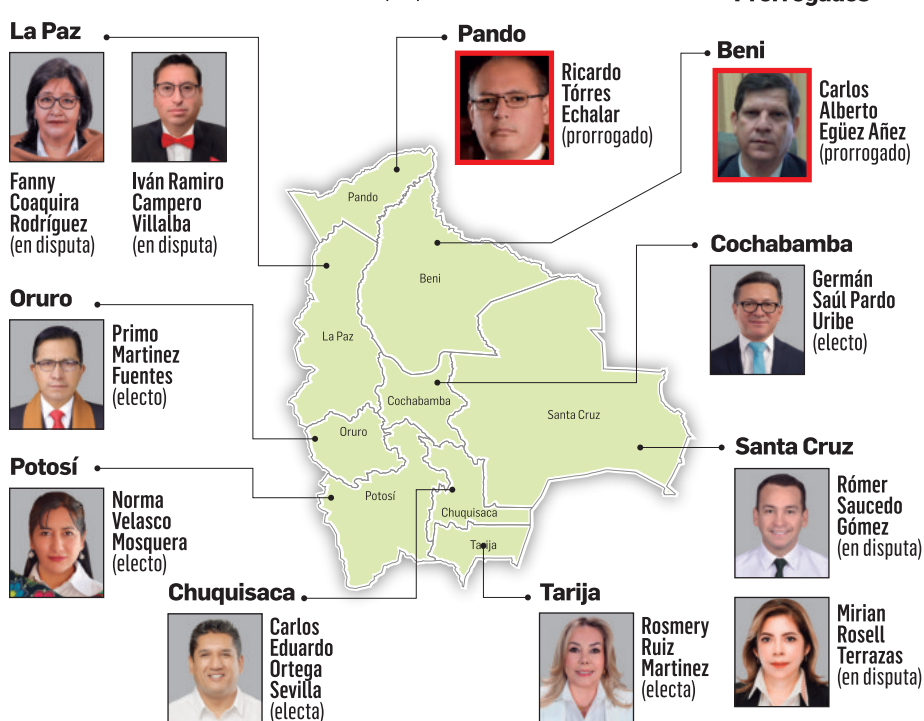 Prorrogados
La Paz
Fanny
Coaquira
Rodríguez
(en disputa)
Iván Ramiro
Campero
Villalba
(en disputa)
Pando
Ricardo
Tórres
Echalar
(prorrogado)
Beni
Carlos
Alberto
Egüez Añez
(prorrogado)
Cochabamba
Germán
Saúl Pardo
Uribe
(electo)
Oruro
Primo
Martinez
Fuentes
(electo)
Potosí
Norma
Velasco
Mosquera
(electo)
Pando
Beni
La Paz
Cochabamba
Santa Cruz
Oruro
Potosí
Chuquisaca
Tarija
Santa Cruz
Rómer
Saucedo
Gómez
(en disputa)
Mirian
Rosell
Terrazas
(en disputa)
Chuquisaca
Carlos
Eduardo
Ortega
Sevilla
(electa)
Tarija
Rosmery
Ruiz
Martinez
(electa)